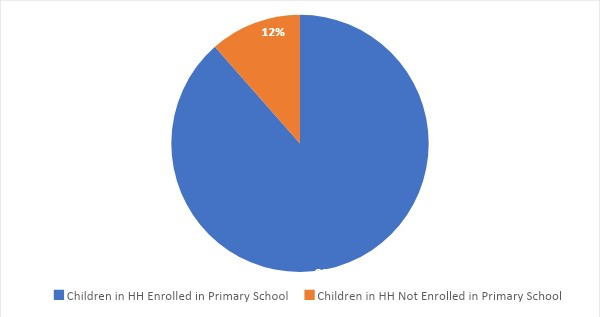 12%
Children in HH Enrolled in Primary School
Children in HH Not Enrolled in Primary School